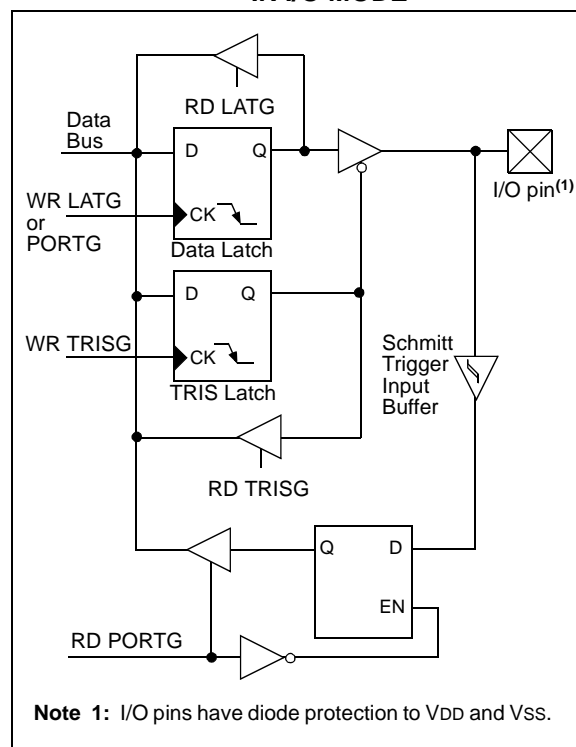 RD LATG
Data
Bus
D Q
WR LATG
or
PORTG
CK
Data Latch
I/O pin(1)
D Q
WR TRISG
CK
TRIS Latch
Schmitt
Trigger
Input
Buffer
RD TRISG
Q D
EN
RD PORTG
Note 1: I/O pins have diode protection to VDD and VSS.